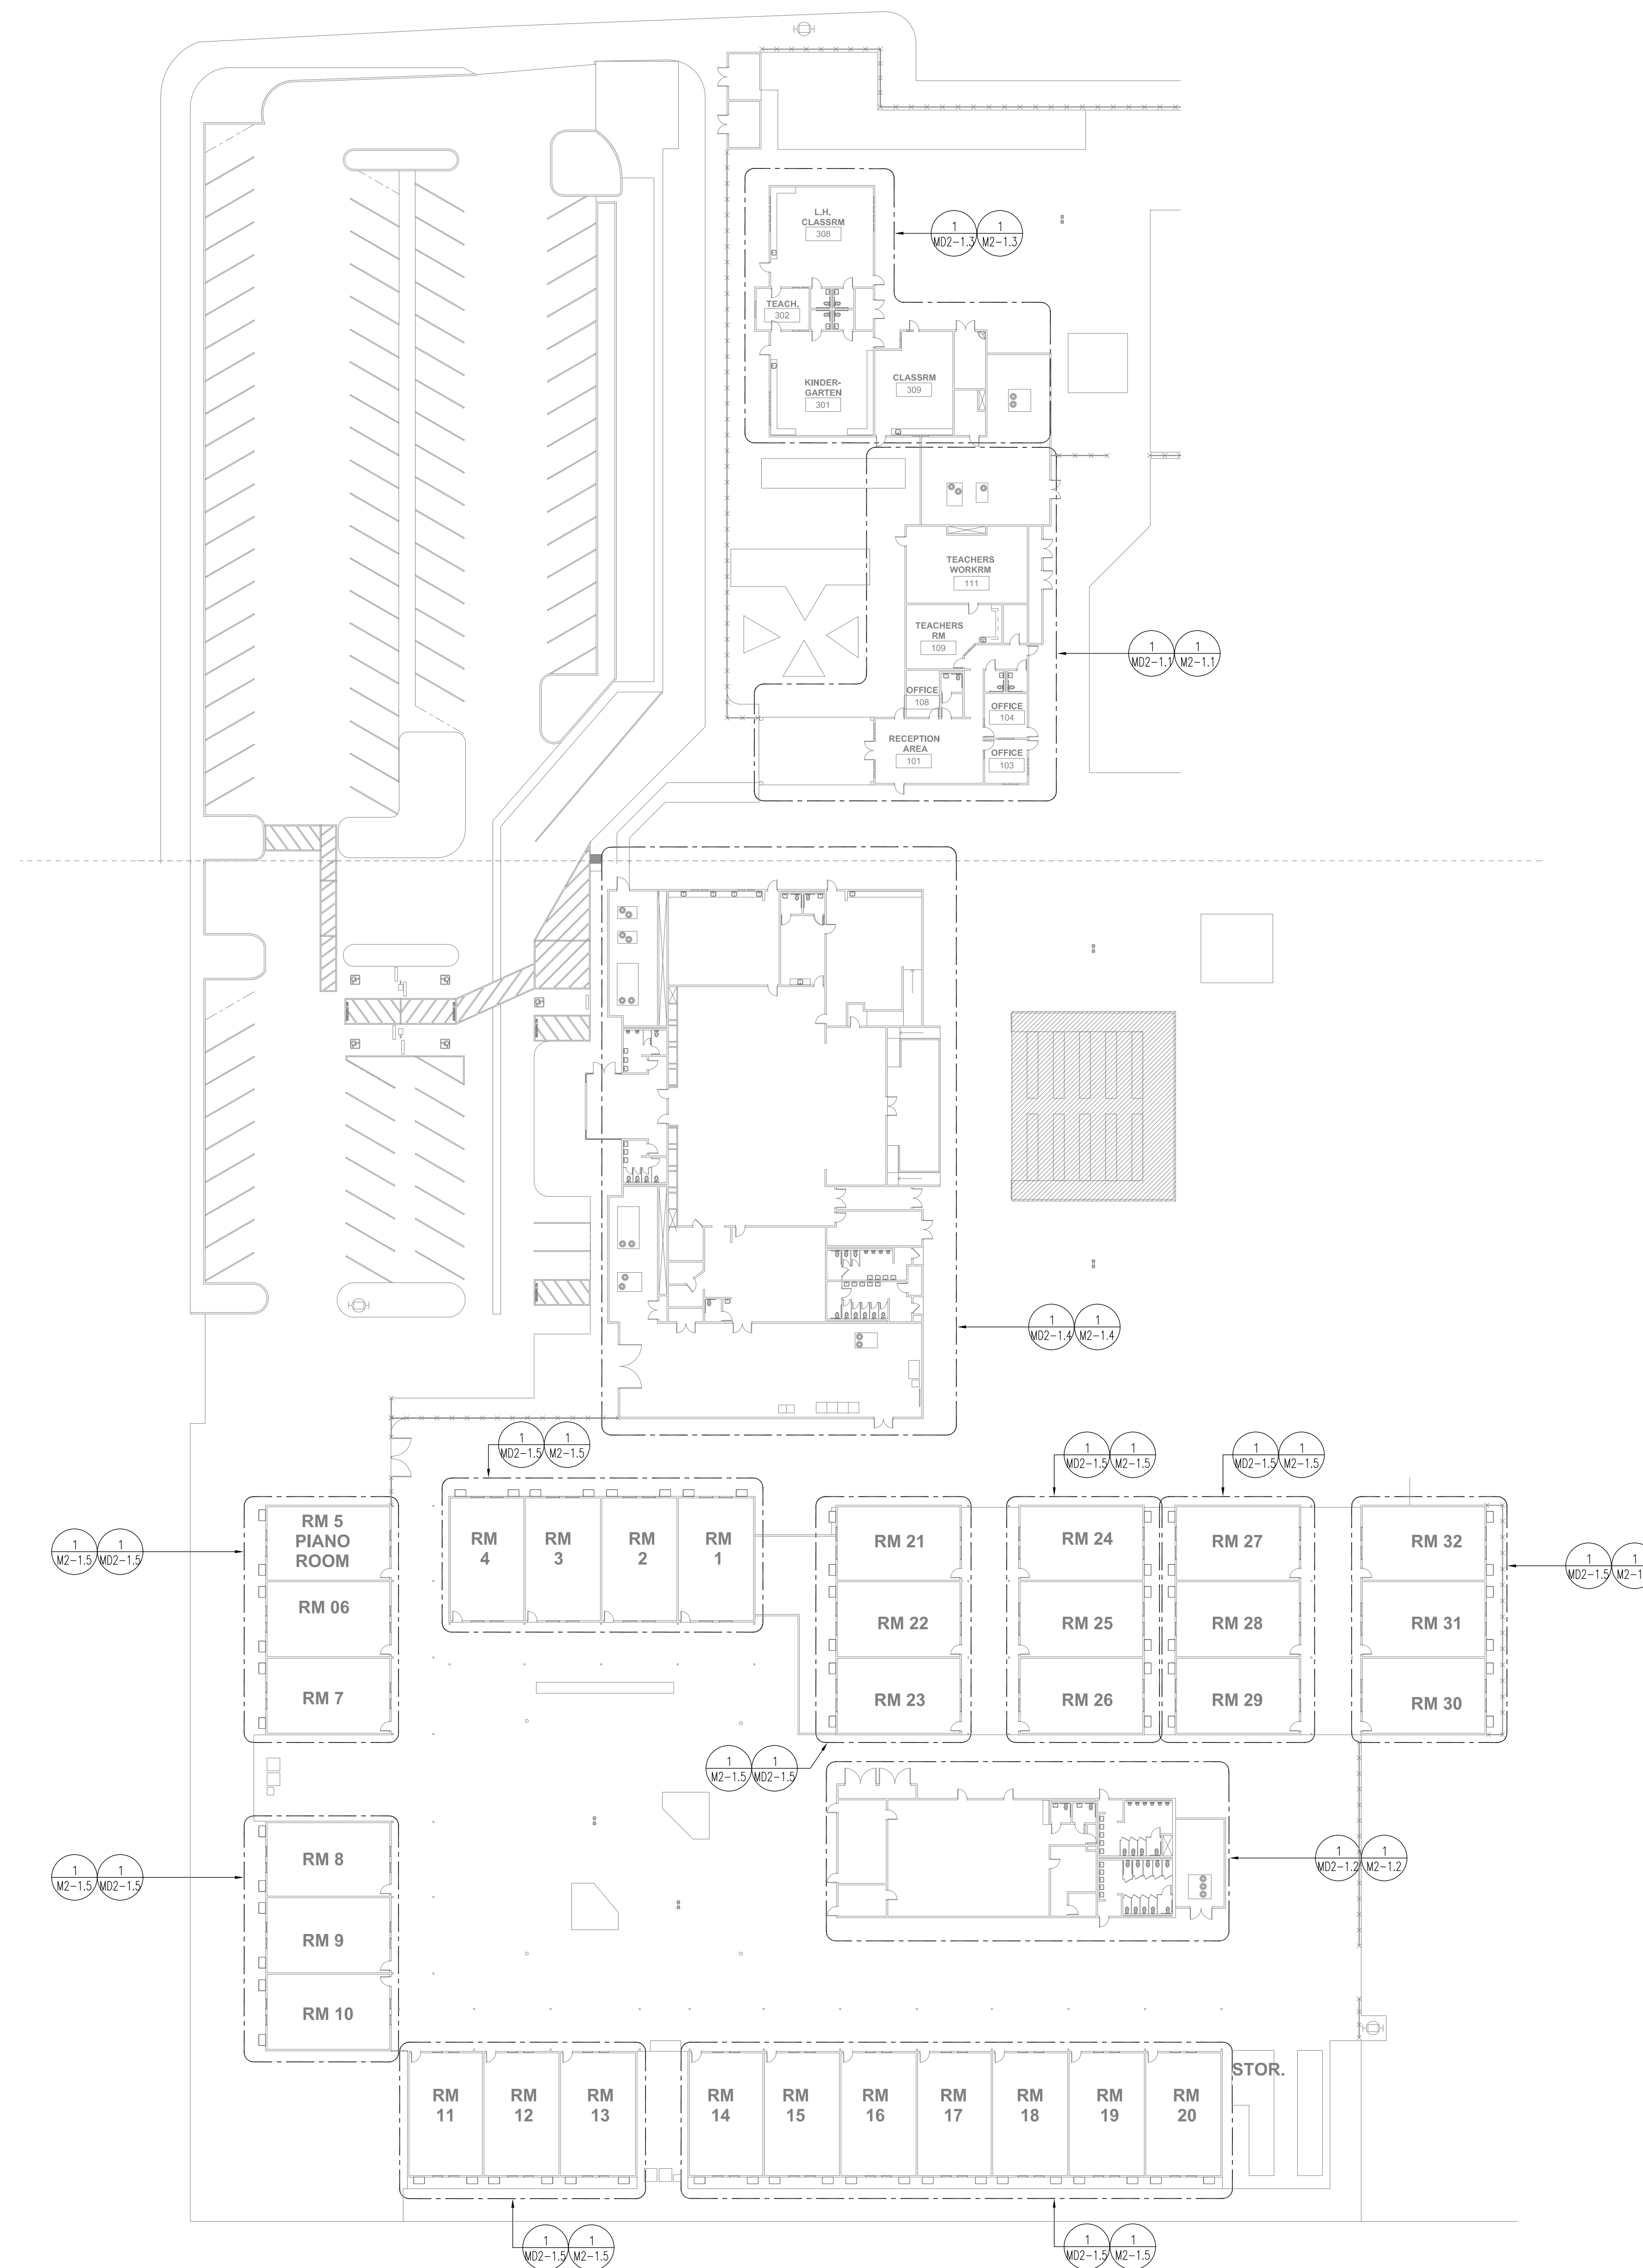 L.H.
CLASSRM
308
1 1
MD2-1.3 M2-1.3
TEACH.
302
KINDER-
GARTEN
301
CLASSRM
309
TEACHERS
WORKRM
111
TEACHERS
RM
109
1 1
MD2-1.1 M2-1.1
OFFICE
108
OFFICE
104
RECEPTION
AREA
101
OFFICE
103
1 1
MD2-1.4 M2-1.4
1 1
MD2-1.5 M2-1.5
1 1
MD2-1.5 M2-1.5
1 1
MD2-1.5 M2-1.5
RM 5
PIANO
ROOM
1 1
M2-1.5 MD2-1.5
RM 06
RM 7
RM
4
RM
3
RM
2
RM
1
RM 21
RM 22
RM 23
RM 24
RM 25
RM 26
RM 27
RM 28
RM 29
RM 32
RM 31
RM 30
1 1
MD2-1.5 M2-1
1 1
M2-1.5 MD2-1.5
1 1
MD2-1.2 M2-1.2
RM 8
RM 9
RM 10
1 1
M2-1.5 MD2-1.5
RM
11
RM
12
RM
13
RM
14
RM
15
RM
16
RM
17
RM
18
RM
19
RM
20
STOR.
1 1
MD2-1.5 M2-1.5
1 1
MD2-1.5 M2-1.5